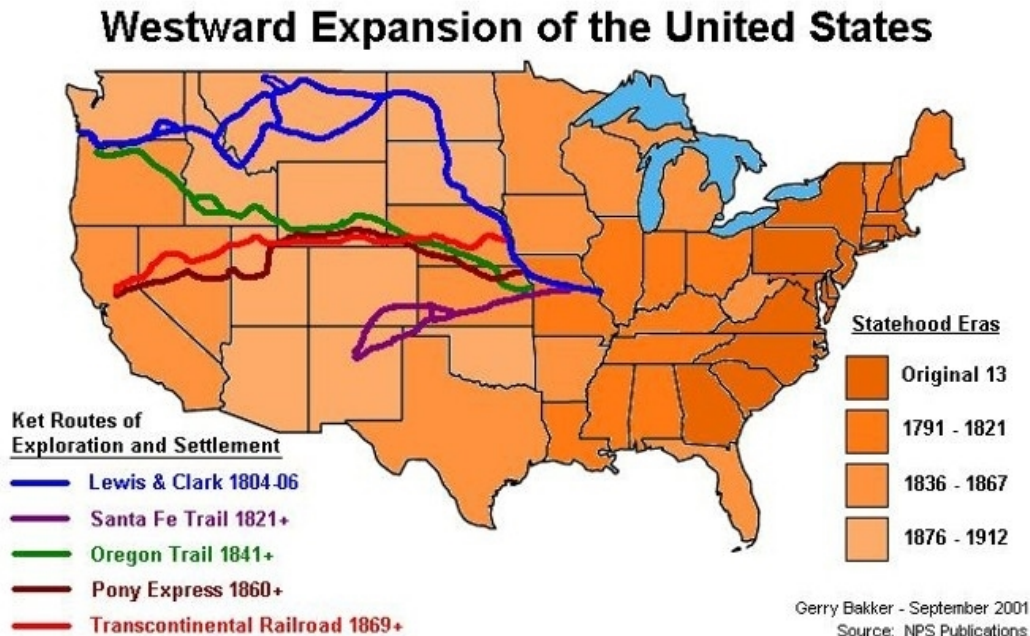 Westward Expansion of the United States
Statehood Eras
Original 13
1791 - 1821
1836 - 1867
1876 - 1912
Ket Routes of
Exploration and Settlement
Lewis & Clark 1804-06
Santa Fe Trail 1821+
Oregon Trail 1841+
Pony Express 1860+
Transcontinental Railroad 1869+
Gerry Bakker - September 2001
Source: NPS Publications